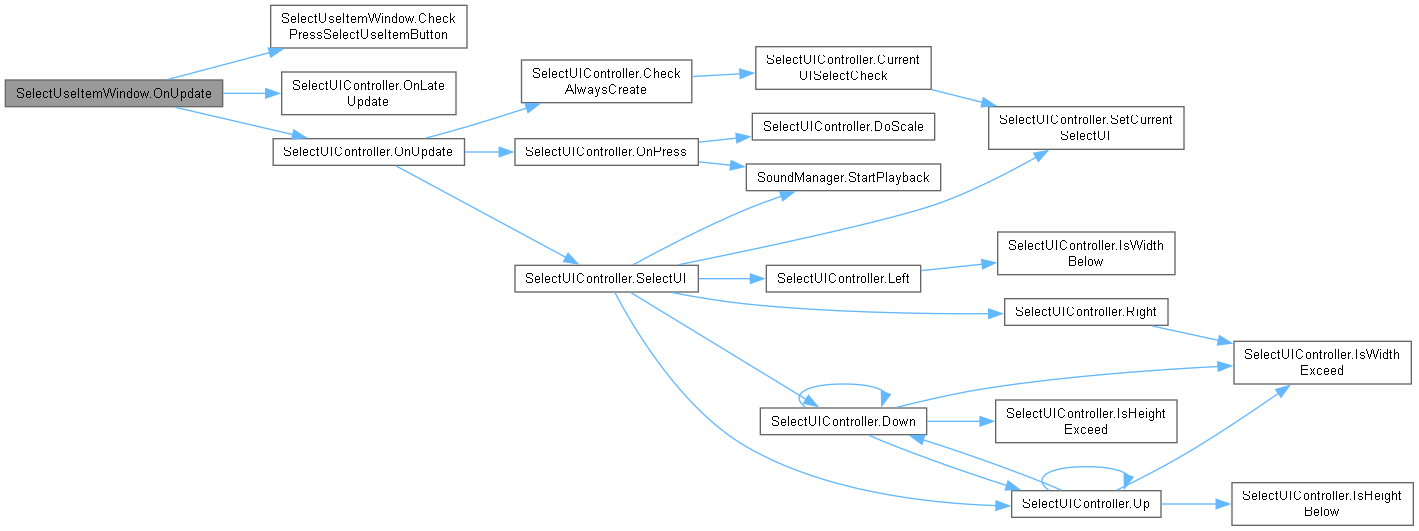 SelectUseItemWindow.Check
PressSelectUseItemButton
SelectUseItemWindow.OnUpdate
SelectUIController.OnLate
Update
SelectUIController.OnUpdate
SelectUIController.Check
AlwaysCreate
SelectUIController.OnPress
SelectUIController.SelectUI
SelectUIController.Current
UISelectCheck
SelectUIController.DoScale
SoundManager.StartPlayback
SelectUIController.SetCurrent
SelectUI
SelectUIController.Left
SelectUIController.IsWidth
Below
SelectUIController.Right
SelectUIController.IsWidth
Exceed
SelectUIController.Down
SelectUIController.IsHeight
Exceed
SelectUIController.Up
SelectUIController.IsHeight
Below